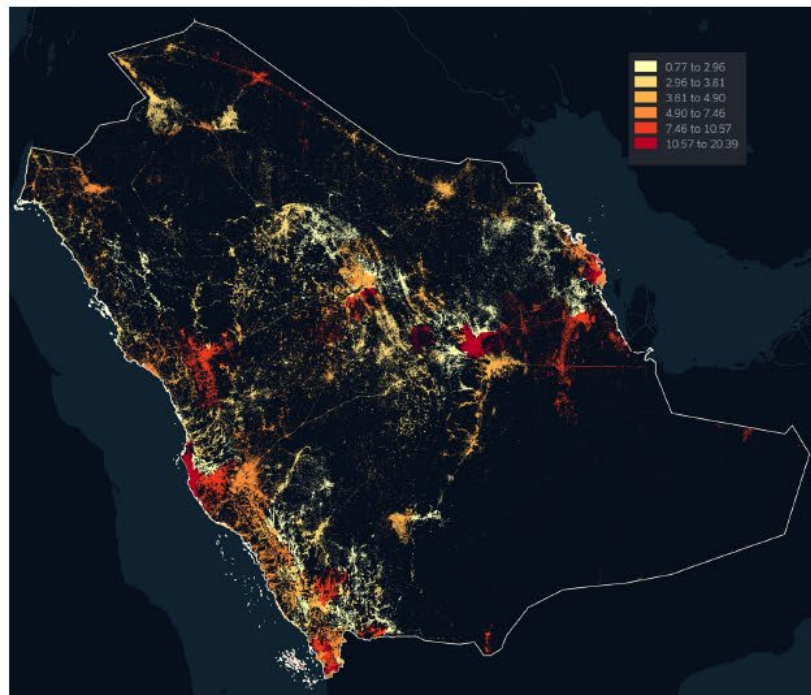 0.77 to 2.96
2.96 to 3.81
3.81 to 4.90
4.90 to 7.46
7.46 to 10.57
10.57 to 20.39